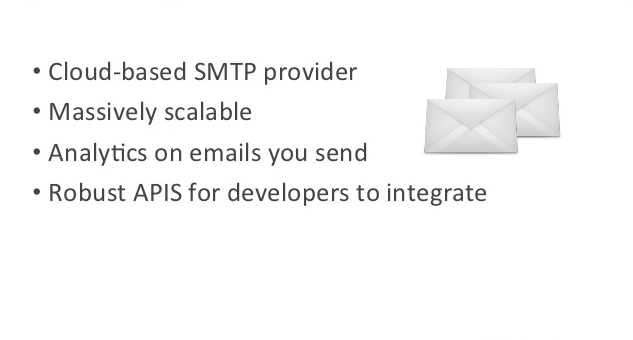 • Cloud-based SMTP provider
• Massively scalable
• Analytics on emails you send
• Robust APIS for developers to integrate